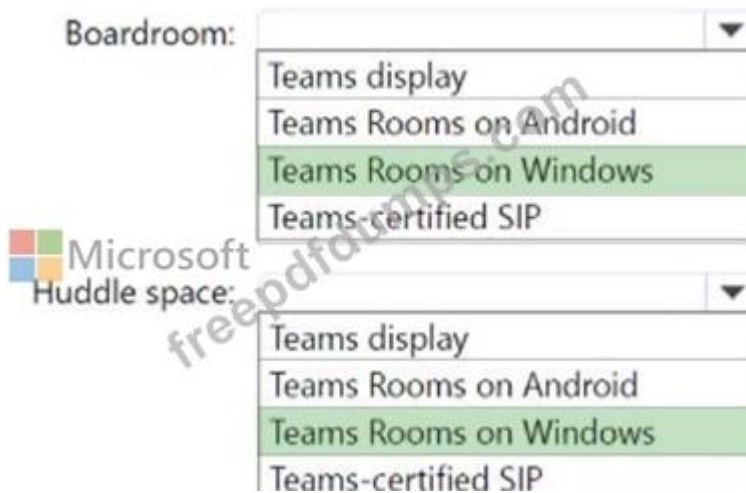 Boardroom:
Teams display
Teams Rooms on Android
Teams Rooms on Windows
Teams-certified SIP
Microsoft
Huddle space:
Teams display
Teams Rooms on Android
Teams Rooms on Windows
Teams-certified SIP
freepdfdumps.com